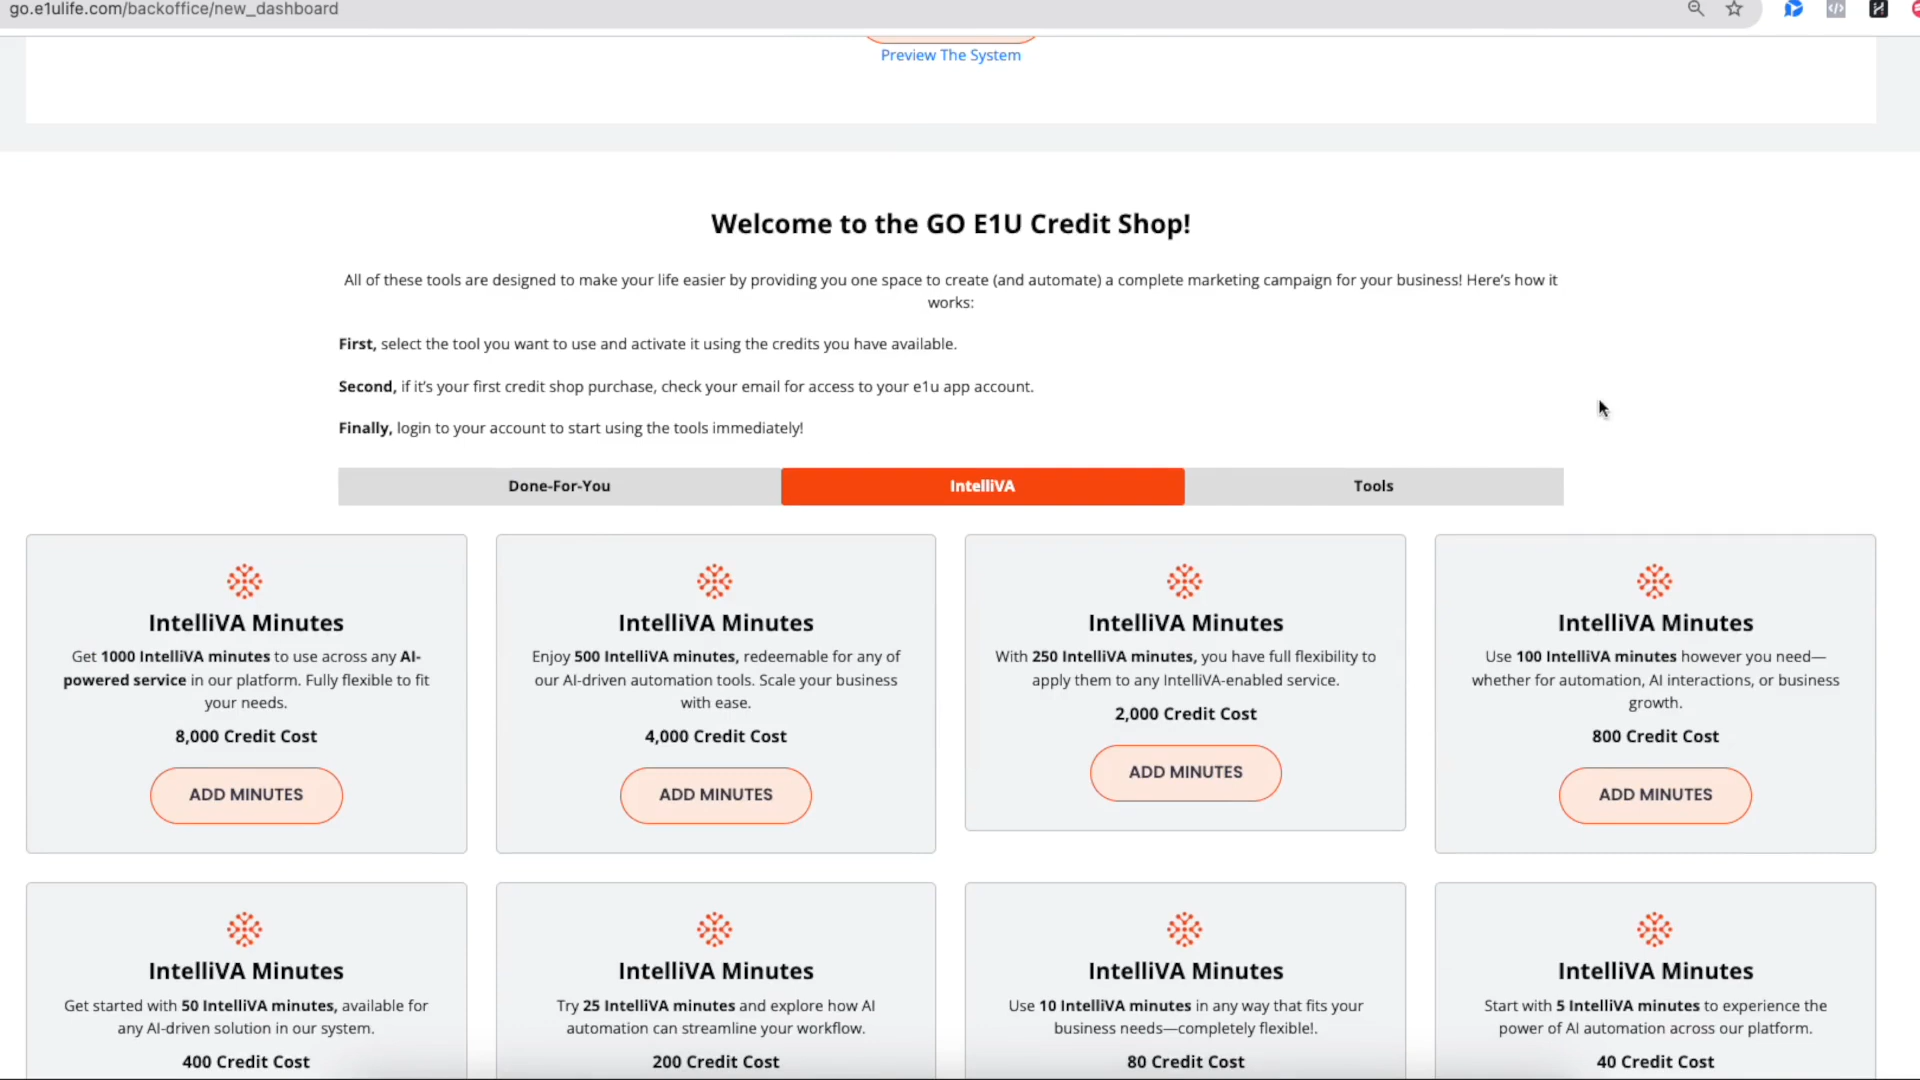 go.e1ulife.com/backoffice/new_dashboard
Preview The System
Welcome to the GO E1U Credit Shop!
All of these tools are designed to make your life easier by providing you one space to create (and automate) a complete marketing campaign for your business! Here’s how it
works:
First, select the tool you want to use and activate it using the credits you have available.
Second, if it’s your first credit shop purchase, check your email for access to your e1u app account.
Finally, login to your account to start using the tools immediately!
Done-For-You
IntelliVA
Tools
IntelliVA Minutes
Get 1000 IntelliVA minutes to use across any AI-
powered service in our platform. Fully flexible to fit
your needs.
8,000 Credit Cost
ADD MINUTES
IntelliVA Minutes
Enjoy 500 IntelliVA minutes, redeemable for any of
our AI-driven automation tools. Scale your business
with ease.
4,000 Credit Cost
ADD MINUTES
IntelliVA Minutes
With 250 IntelliVA minutes, you have full flexibility to
apply them to any IntelliVA-enabled service.
2,000 Credit Cost
ADD MINUTES
IntelliVA Minutes
Use 100 IntelliVA minutes however you need—
whether for automation, AI interactions, or business
growth.
800 Credit Cost
ADD MINUTES
IntelliVA Minutes
Get started with 50 IntelliVA minutes, available for
any AI-driven solution in our system.
400 Credit Cost
IntelliVA Minutes
Try 25 IntelliVA minutes and explore how AI
automation can streamline your workflow.
200 Credit Cost
IntelliVA Minutes
Use 10 IntelliVA minutes in any way that fits your
business needs—completely flexible!.
80 Credit Cost
IntelliVA Minutes
Start with 5 IntelliVA minutes to experience the
power of AI automation across our platform.
40 Credit Cost